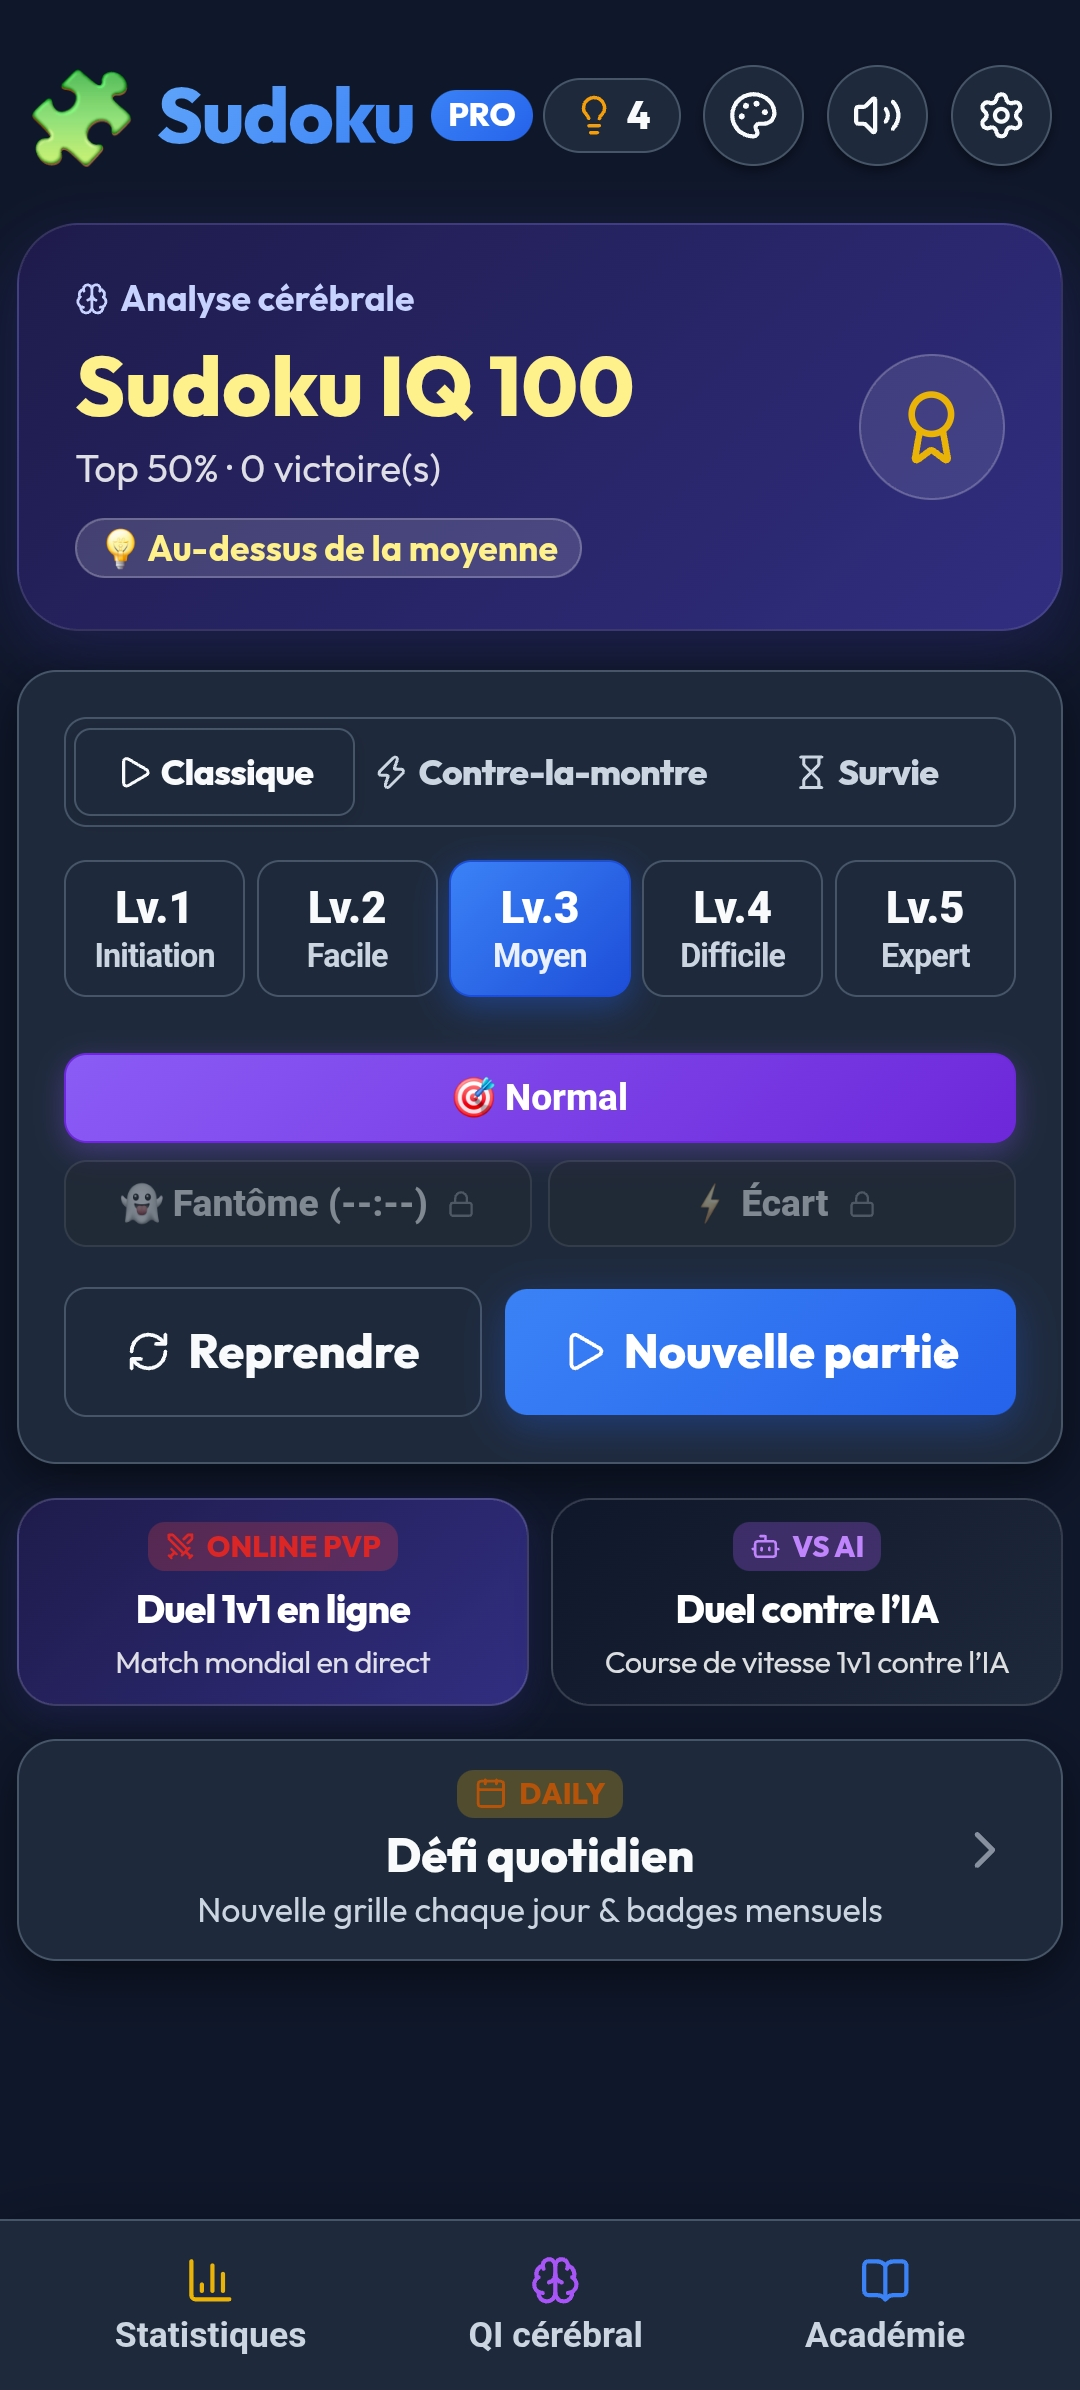 Sudoku PRO 4
Analyse cérébrale
Sudoku IQ 100
Top 50% · 0 victoire(s)
Au-dessus de la moyenne
Classique Contre-la-montre Survie
Lv.1 Lv.2 Lv.3 Lv.4 Lv.5
Initiation Facile Moyen Difficile Expert
Normal
Fantôme (--:--) Écart
Reprendre Nouvelle partie
ONLINE PVP
Duel 1v1 en ligne
Match mondial en direct
VS AI
Duel contre l’IA
Course de vitesse 1v1 contre l’IA
DAILY
Défi quotidien
Nouvelle grille chaque jour & badges mensuels
Statistiques QI cérébral Académie